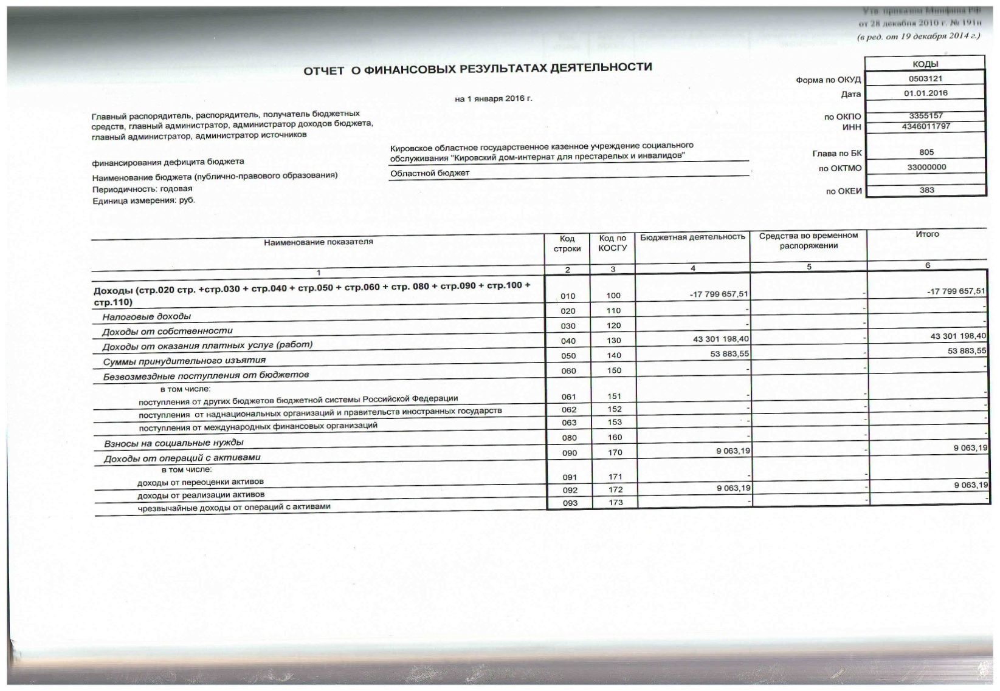 Утв. приказом Минфина РФ
от 28 декабря 2010 г. № 191н
(в ред. от 19 декабря 2014 г.)
ОТЧЕТ О ФИНАНСОВЫХ РЕЗУЛЬТАТАХ ДЕЯТЕЛЬНОСТИ
КОДЫ
Форма по ОКУД 0503121
на 1 января 2016 г.
Дата 01.01.2016
Главный распорядитель, распорядитель, получатель бюджетных
средств, главный администратор, администратор доходов бюджета,
главный администратор, администратор источников
по ОКПО 3355157
ИНН 4346011797
Кировское областное государственное казенное учреждение социального
финансирования дефицита бюджета
обслуживания "Кировский дом-интернат для престарелых и инвалидов"
Глава по БК 805
Наименование бюджета (публично-правового образования) Областной бюджет
по ОКТМО 33000000
Периодичность: годовая
Единица измерения: руб.
по ОКЕИ 383
Наименование показателя Код строки Код по КОСГУ Бюджетная деятельность Средства во временном распоряжении Итого
1 2 3 4 5 6
Доходы (стр.020 стр. +стр.030 + стр.040 + стр.050 + стр.060 + стр. 080 + стр.090 + стр.100 +
стр.110) 010 100 -17 799 657,51 - -17 799 657,51
Налоговые доходы 020 110 - - -
Доходы от собственности 030 120 - - -
Доходы от оказания платных услуг (работ) 040 130 43 301 198,40 - 43 301 198,40
Суммы принудительного изъятия 050 140 53 883,55 - 53 883,55
Безвозмездные поступления от бюджетов 060 150 - - -
в том числе:
поступления от других бюджетов бюджетной системы Российской Федерации 061 151 - - -
поступления от наднациональных организаций и правительств иностранных государств 062 152 - - -
поступления от международных финансовых организаций 063 153 - - -
Взносы на социальные нужды 080 160 - - -
Доходы от операций с активами 090 170 9 063,19 - 9 063,19
в том числе:
доходы от переоценки активов 091 171 - - -
доходы от реализации активов 092 172 9 063,19 - 9 063,19
чрезвычайные доходы от операций с активами 093 173 - - -